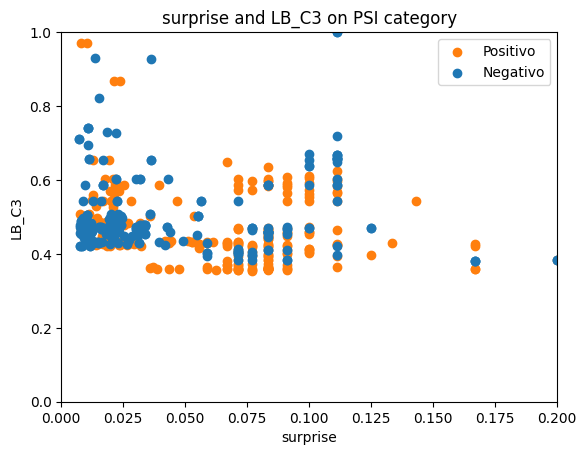 surprise and LB_C3 on PSI category
Positivo
Negativo
LB_C3
1.0
0.8
0.6
0.4
0.2
0.0
0.000 0.025 0.050 0.075 0.100 0.125 0.150 0.175 0.200
surprise